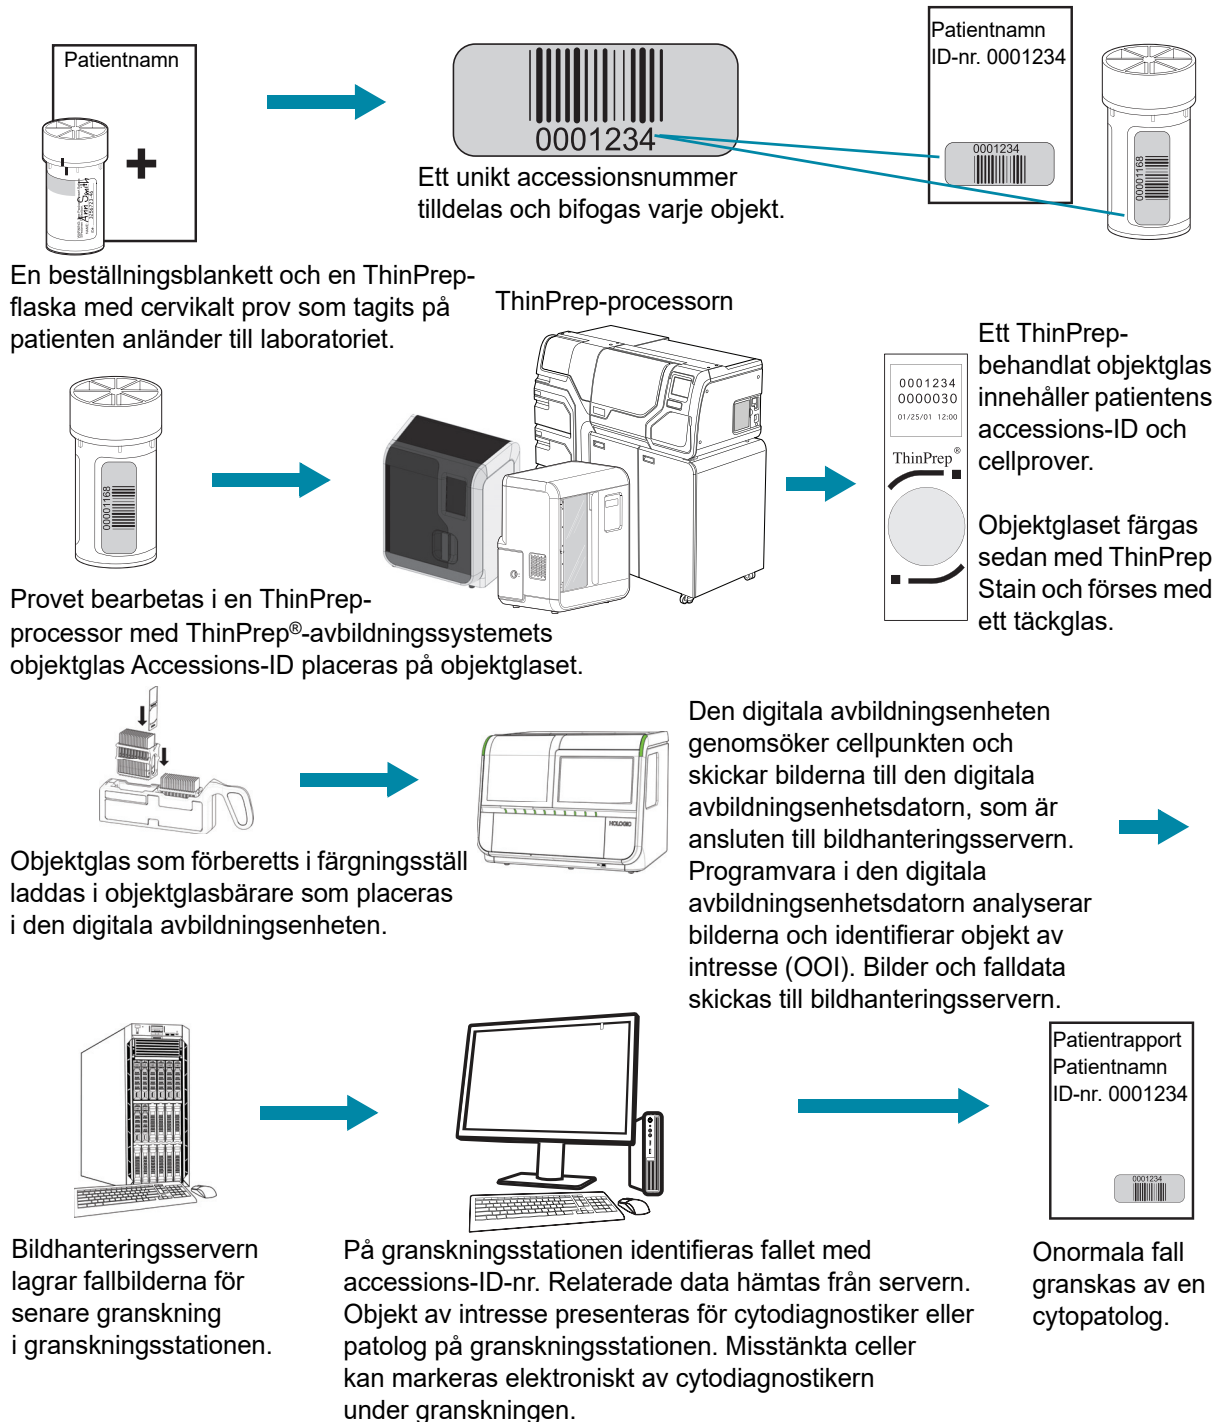 Patientnamn
Ann Smith
0001234
Ett unikt accessionsnummer
tilldelas och bifogas varje objekt.
Patientnamn
ID-nr. 0001234
0001234
00001168
En beställningsblankett och en ThinPrep-
flaska med cervikalt prov som tagits på
patienten anländer till laboratoriet.
00001168
ThinPrep-processorn
0001234
0000030
01/25/01 12:00
ThinPrep®
Ett ThinPrep-
behandlat objektglas
innehåller patientens
accessions-ID och
cellprover.
Objektglaset färgas
sedan med ThinPrep
Stain och förses med
ett täckglas.
Provet bearbetas i en ThinPrep-
processor med ThinPrep®-avbildningssystemets
objektglas Accessions-ID placeras på objektglaset.
HOLOGIC
Objektglas som förberetts i färgningsställ
laddas i objektglasbärare som placeras
i den digitala avbildningsenheten.
Den digitala avbildningsenheten
genomsöker cellpunkten och
skickar bilderna till den digitala
avbildningsenhetsdatorn, som är
ansluten till bildhanteringsservern.
Programvara i den digitala
avbildningsenhetsdatorn analyserar
bilderna och identifierar objekt av
intresse (OOI). Bilder och falldata
skickas till bildhanteringsservern.
Bildhanteringsservern
lagrar fallbilderna för
senare granskning
i granskningsstationen.
På granskningsstationen identifieras fallet med
accessions-ID-nr. Relaterade data hämtas från servern.
Objekt av intresse presenteras för cytodiagnostiker eller
patolog på granskningsstationen. Misstänkta celler
kan markeras elektroniskt av cytodiagnostikern
under granskningen.
Patientrapport
Patientnamn
ID-nr. 0001234
0001234
Onormala fall
granskas av en
cytopatolog.